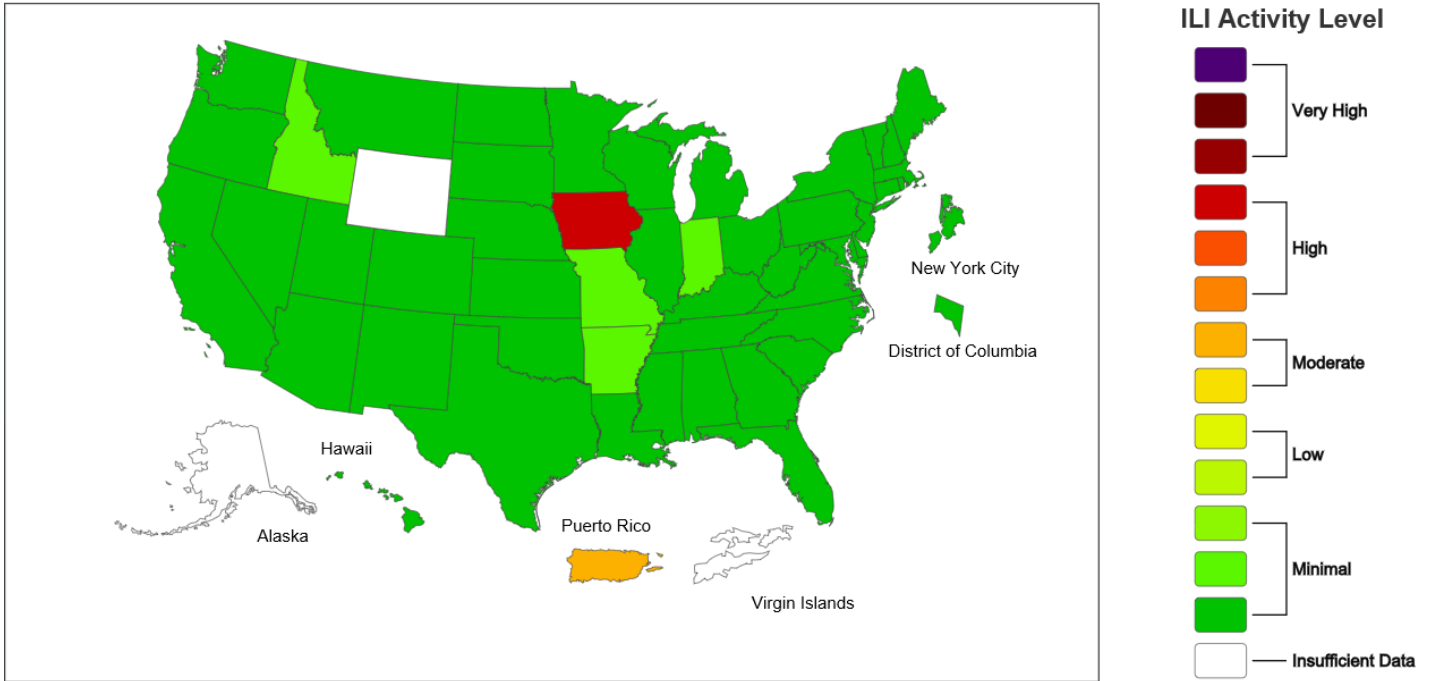 ILI Activity Level
Very High
High
Moderate
Low
Minimal
Insufficient Data
New York City
District of Columbia
Hawaii
Alaska
Puerto Rico
Virgin Islands